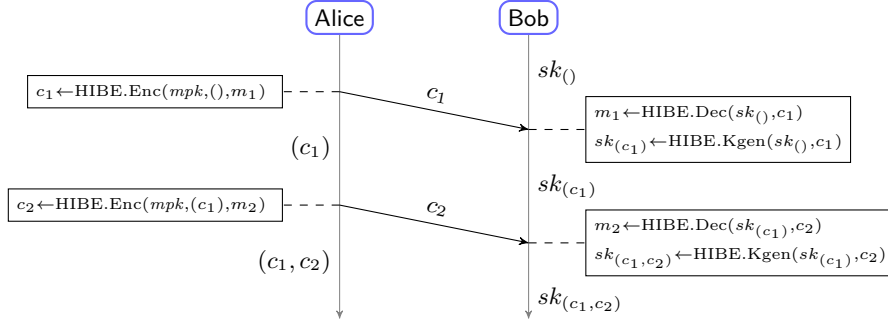 Alice
Bob
sk_{()}
c_1←HIBE.Enc(mpk,(),m_1)
c_1
m_1←HIBE.Dec(sk_{()},c_1)
sk_{(c_1)}←HIBE.Kgen(sk_{()},c_1)
(c_1)
sk_{(c_1)}
c_2←HIBE.Enc(mpk,(c_1),m_2)
c_2
m_2←HIBE.Dec(sk_{(c_1)},c_2)
sk_{(c_1,c_2)}←HIBE.Kgen(sk_{(c_1)},c_2)
(c_1,c_2)
sk_{(c_1,c_2)}